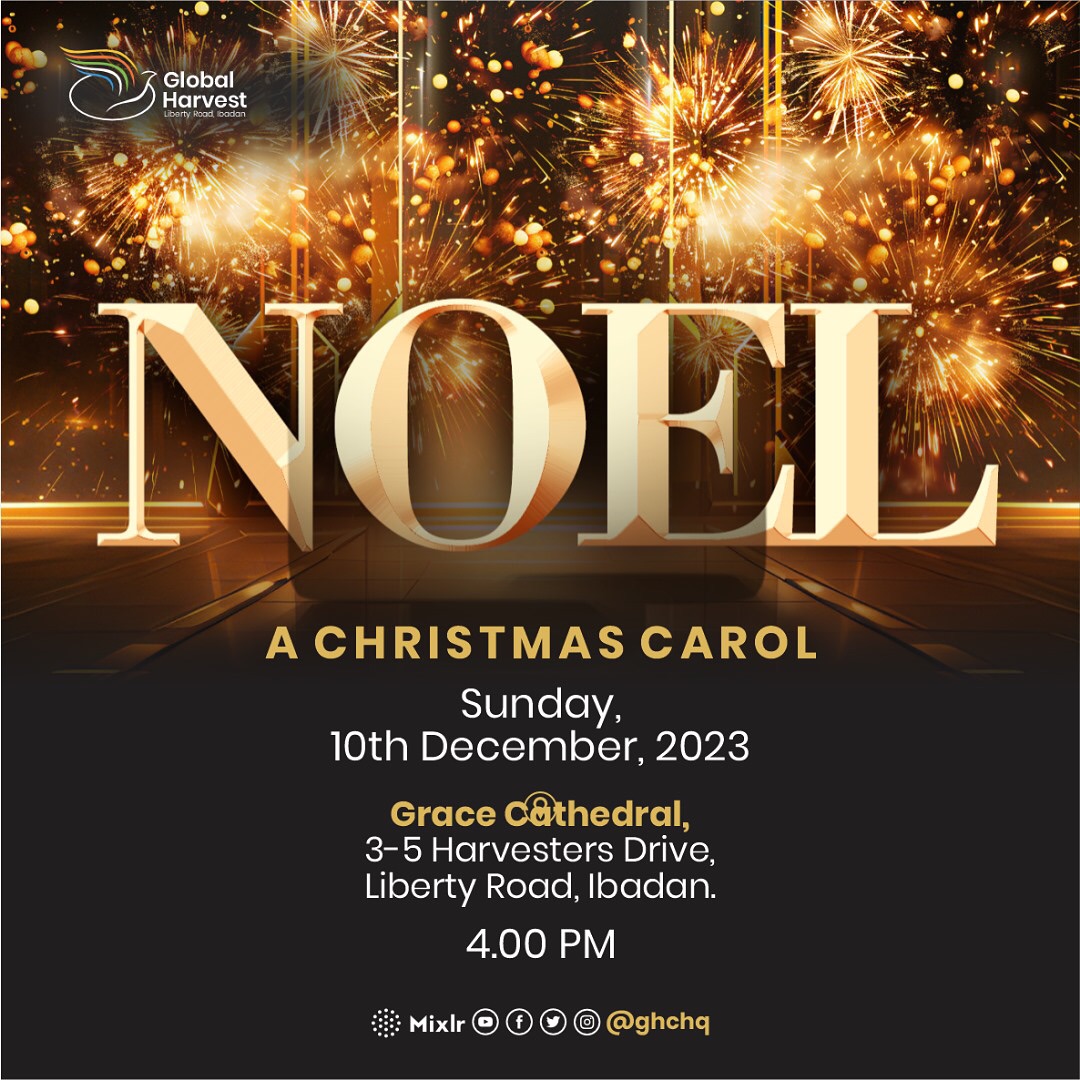 Global
Harvest
Liberty Road, Ibadan
NOEL
A CHRISTMAS CAROL
Sunday,
10th December, 2023
Grace Cathedral,
3-5 Harvesters Drive,
Liberty Road, Ibadan.
4.00 PM
Mixlr @ghchq